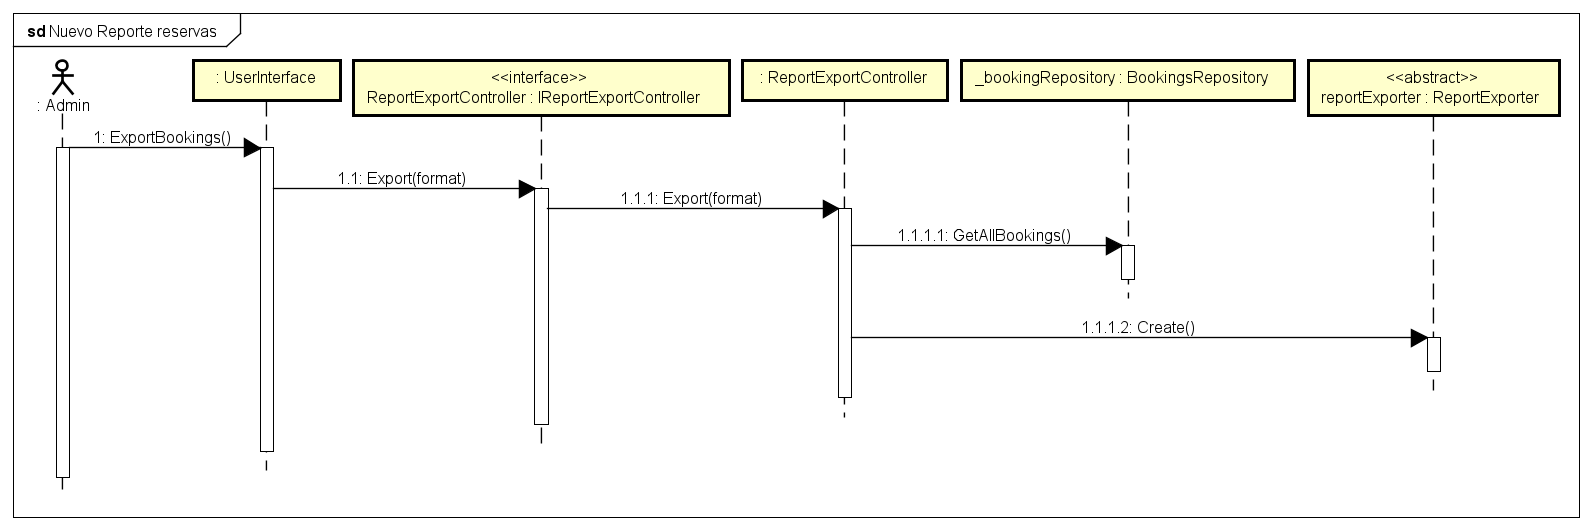 sd Nuevo Reporte reservas
: Admin
: UserInterface
<<interface>>
ReportExportController : IReportExportController
: ReportExportController
_bookingRepository : BookingsRepository
<<abstract>>
reportExporter : ReportExporter
1: ExportBookings()
1.1: Export(format)
1.1.1: Export(format)
1.1.1.1: GetAllBookings()
1.1.1.2: Create()